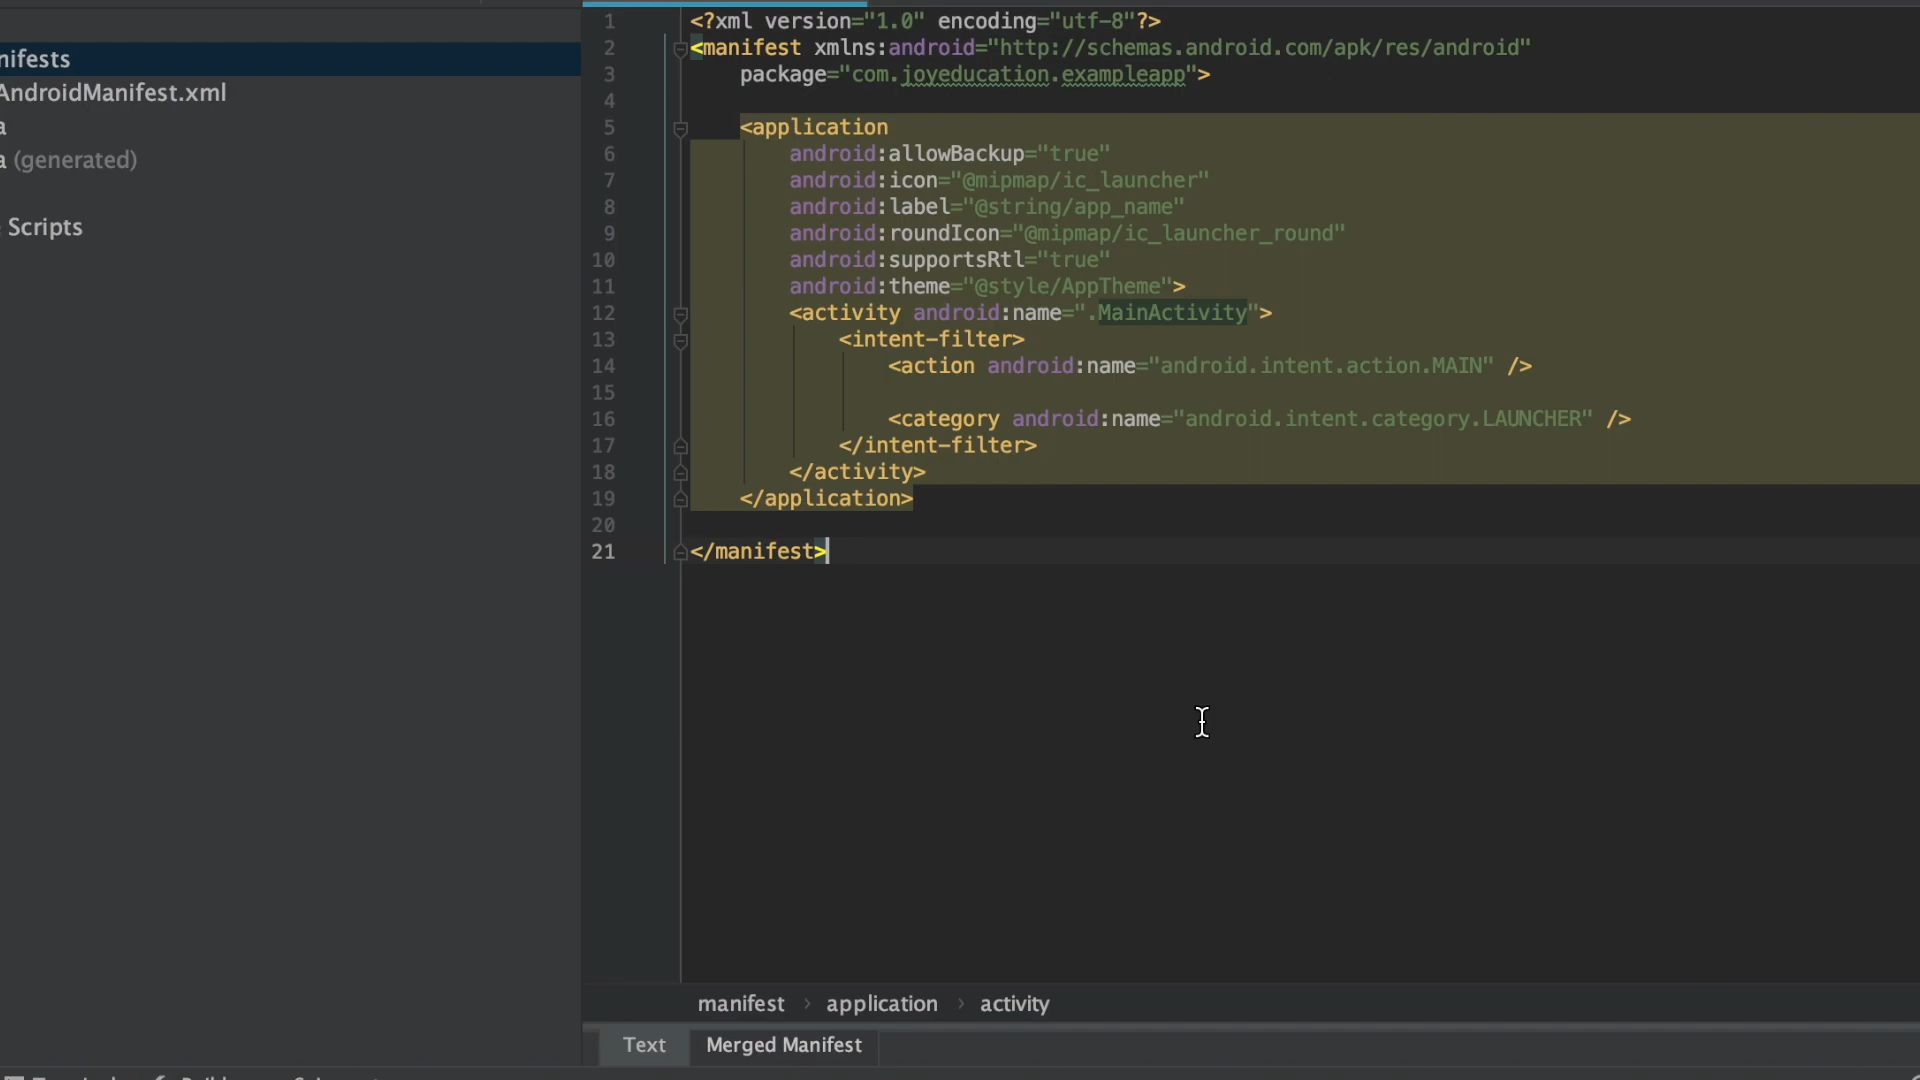 nifests
AndroidManifest.xml
a
a (generated)
Scripts
1 <?xml version="1.0" encoding="utf-8"?>
2 <manifest xmlns:android="http://schemas.android.com/apk/res/android"
3 package="com.joyeducation.exampleapp">
4
5 <application
6 android:allowBackup="true"
7 android:icon="@mipmap/ic_launcher"
8 android:label="@string/app_name"
9 android:roundIcon="@mipmap/ic_launcher_round"
10 android:supportsRtl="true"
11 android:theme="@style/AppTheme">
12 <activity android:name=".MainActivity">
13 <intent-filter>
14 <action android:name="android.intent.action.MAIN" />
15
16 <category android:name="android.intent.category.LAUNCHER" />
17 </intent-filter>
18 </activity>
19 </application>
20
21 </manifest>
manifest › application › activity
Text Merged Manifest